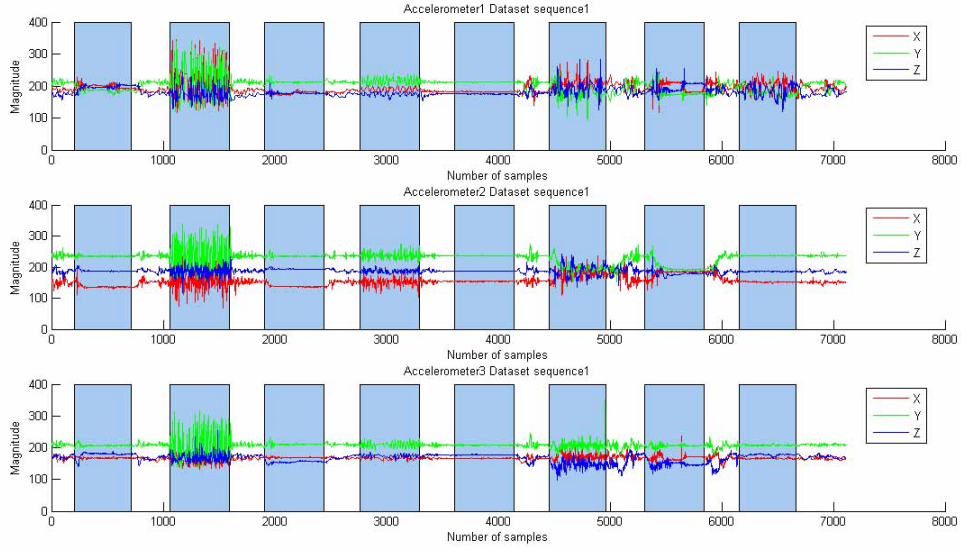 Accelerometer1 Dataset sequence1
400
300
200
100
0
Magnitude
0 1000 2000 3000 4000 5000 6000 7000 8000
Number of samples
X
Y
Z
Accelerometer2 Dataset sequence1
400
300
200
100
0
Magnitude
0 1000 2000 3000 4000 5000 6000 7000 8000
Number of samples
X
Y
Z
Accelerometer3 Dataset sequence1
400
300
200
100
0
Magnitude
0 1000 2000 3000 4000 5000 6000 7000 8000
Number of samples
X
Y
Z